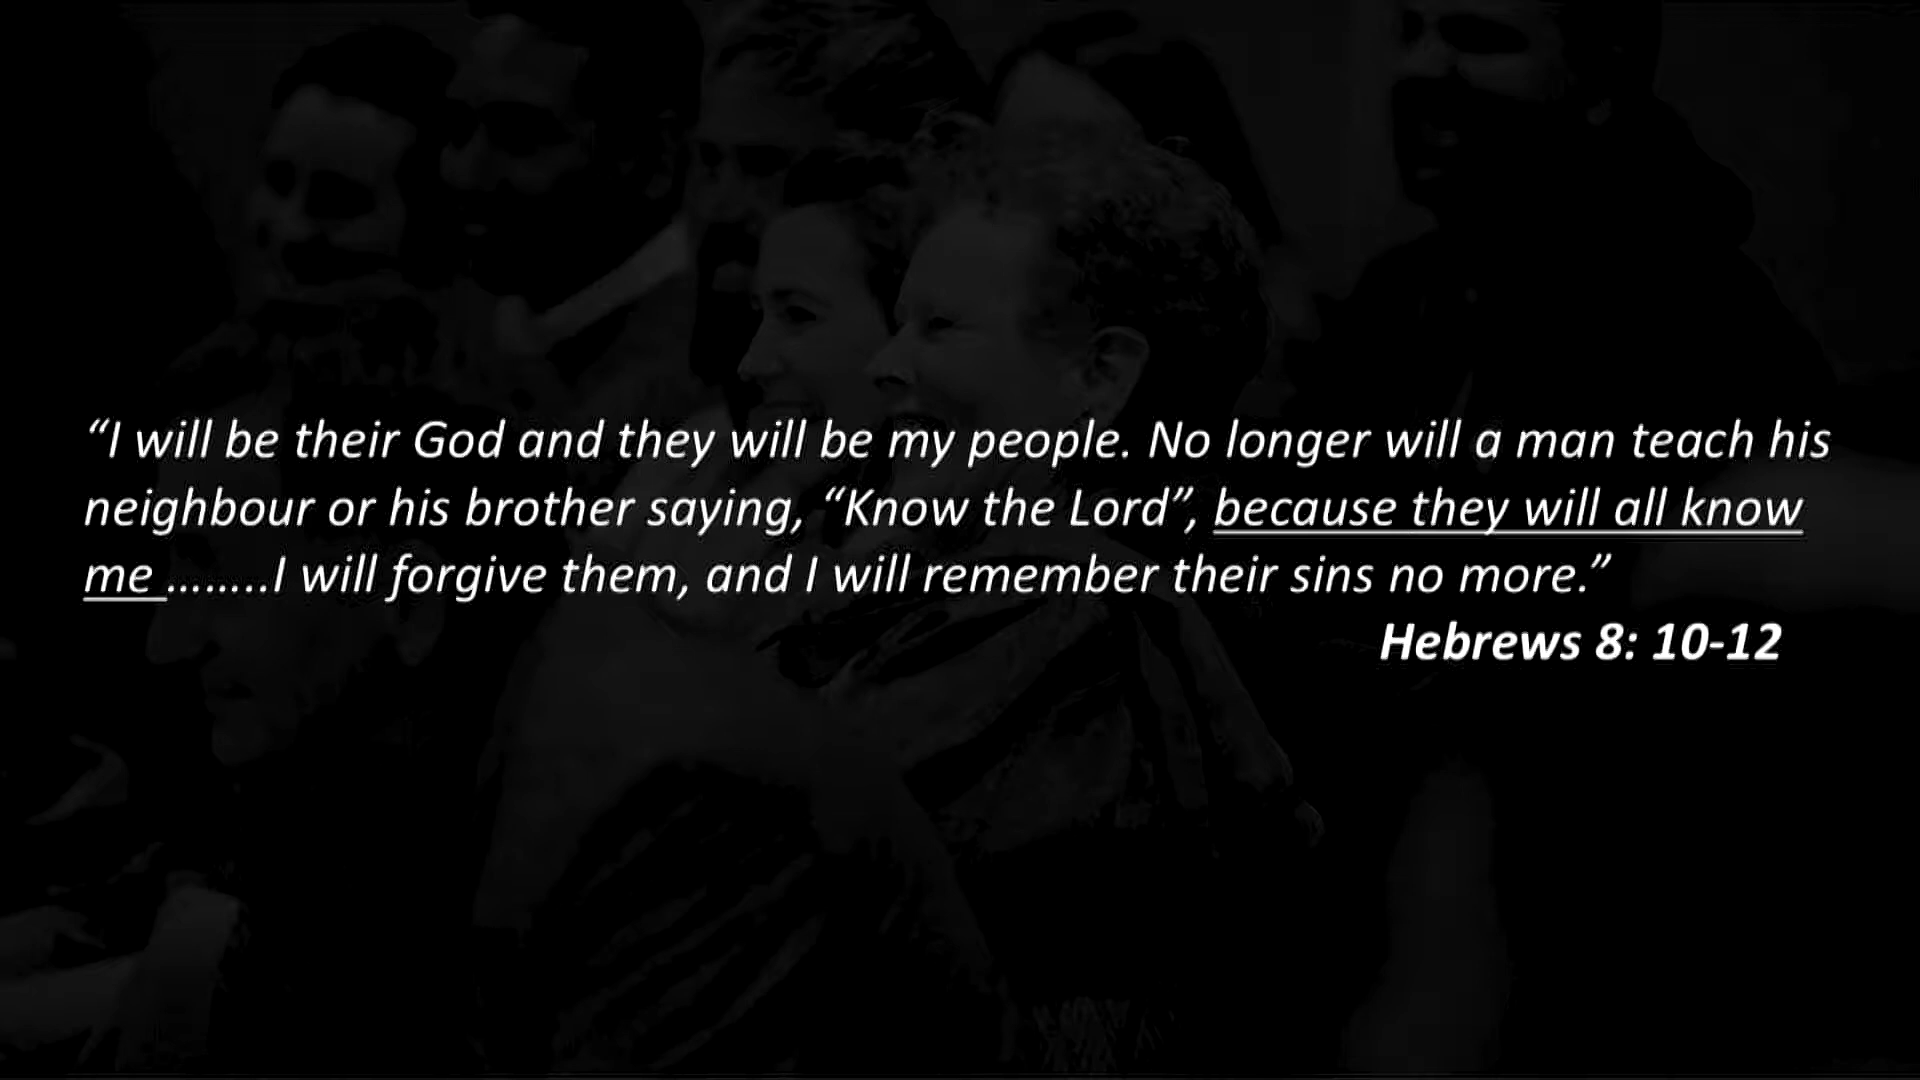 “I will be their God and they will be my people. No longer will a man teach his
neighbour or his brother saying, “Know the Lord”, because they will all know
me ........I will forgive them, and I will remember their sins no more.”
Hebrews 8: 10-12